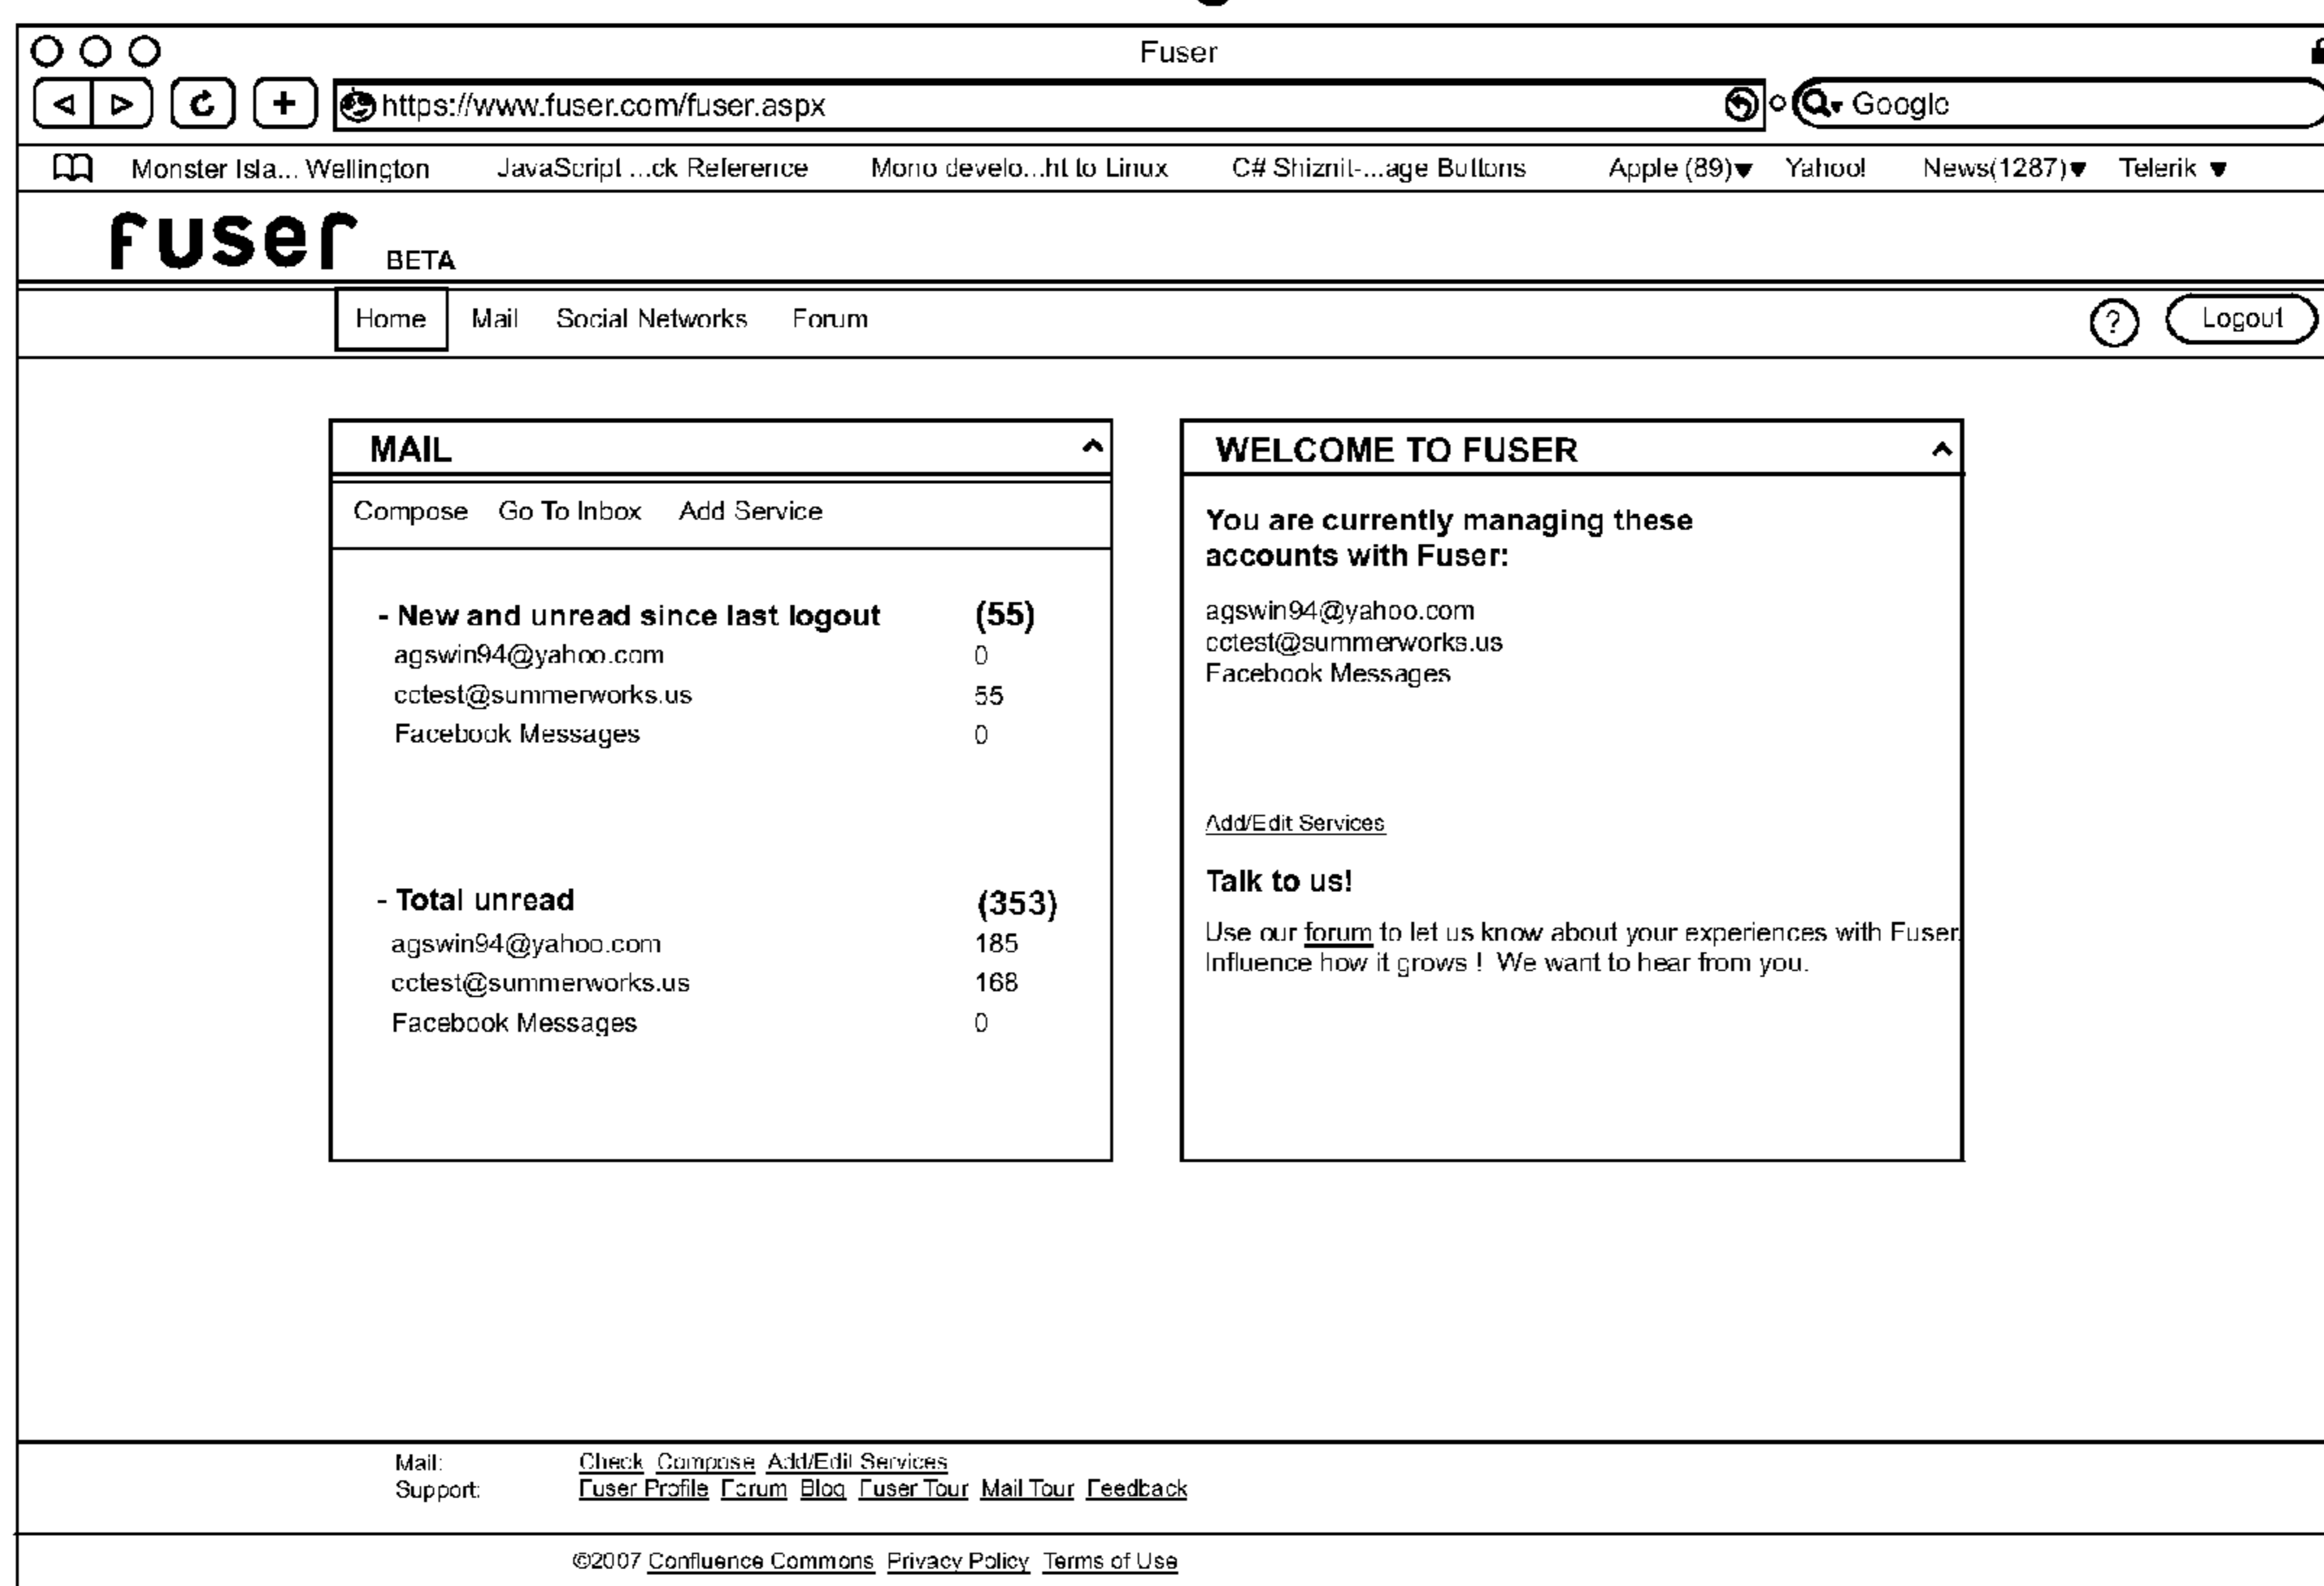 Fuser
https://www.fuser.com/fuser.aspx
Google
Monster Isla... Wellington JavaScript ...ck Reference Mono develo...ht to Linux C# Shiznit-...age Buttons Apple (89)▼ Yahoo! News(1287)▼ Telerik ▼
fuser BETA
Home Mail Social Networks Forum ? Logout
MAIL
Compose Go To Inbox Add Service
- New and unread since last logout (55)
agswin94@yahoo.com 0
cctest@summerworks.us 55
Facebook Messages 0
- Total unread (353)
agswin94@yahoo.com 185
cctest@summerworks.us 168
Facebook Messages 0
WELCOME TO FUSER
You are currently managing these
accounts with Fuser:
agswin94@yahoo.com
cctest@summerworks.us
Facebook Messages
Add/Edit Services
Talk to us!
Use our forum to let us know about your experiences with Fuser.
Influence how it grows ! We want to hear from you.
Mail: Check Compose Add/Edit Services
Support: Fuser Profile Forum Blog Fuser Tour Mail Tour Feedback
©2007 Confluence Commons Privacy Policy Terms of Use